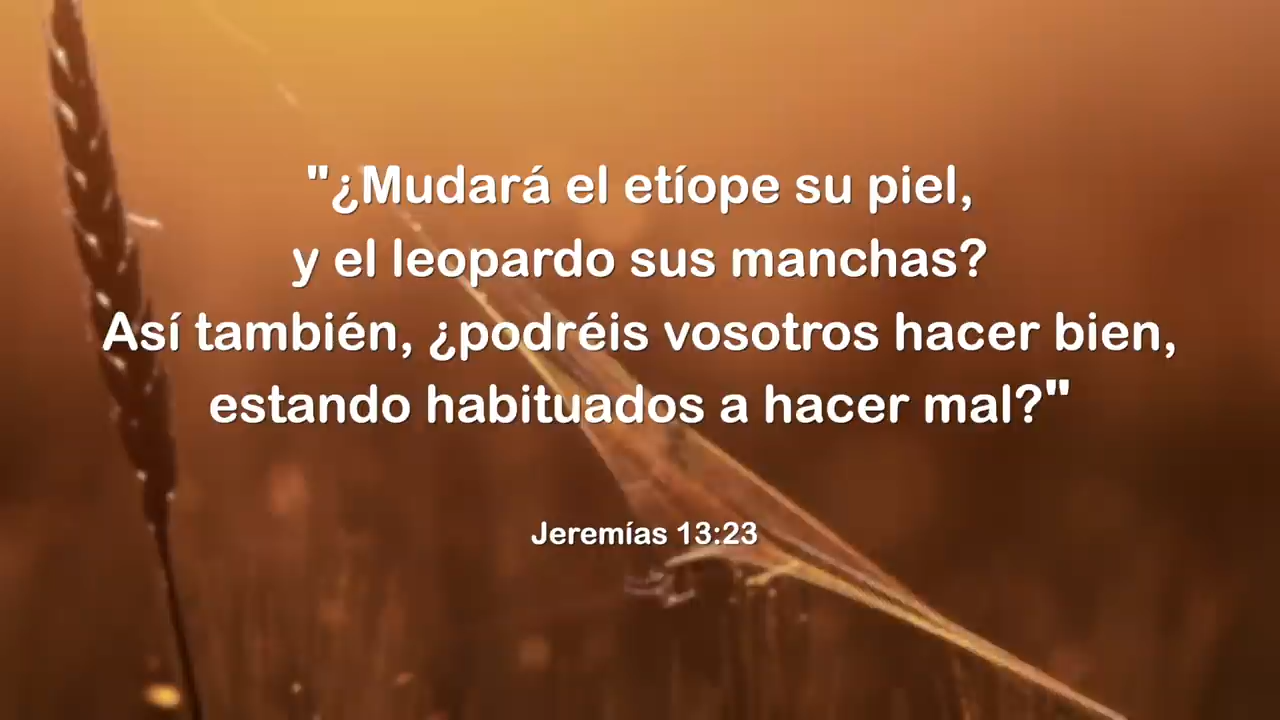 "¿Mudará el etíope su piel,
y el leopardo sus manchas?
Así también, ¿podréis vosotros hacer bien,
estando habituados a hacer mal?"
Jeremías 13:23